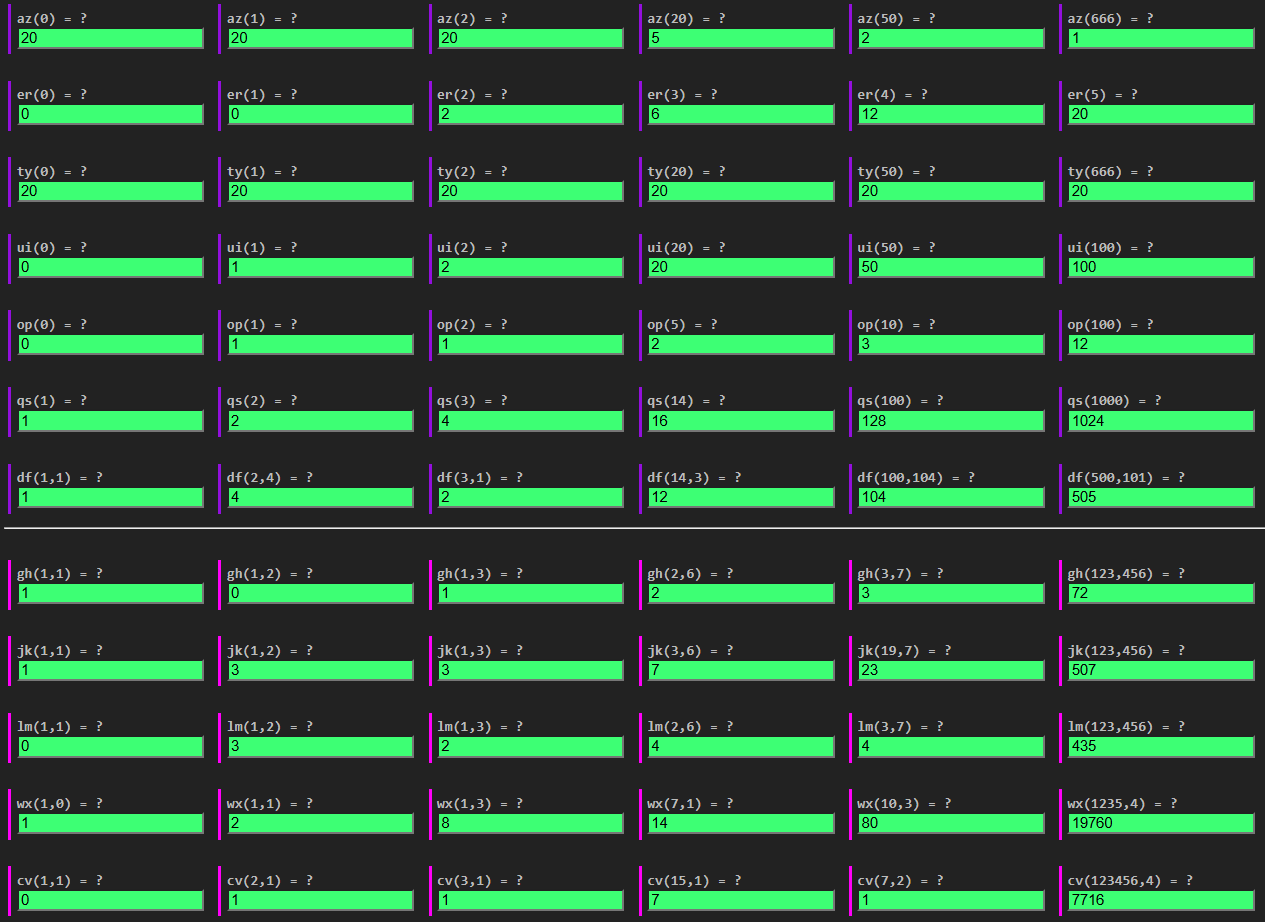 az(0) = ? az(1) = ? az(2) = ? az(20) = ? az(50) = ? az(666) = ?
20 20 20 5 2 1
er(0) = ? er(1) = ? er(2) = ? er(3) = ? er(4) = ? er(5) = ?
0 0 2 6 12 20
ty(0) = ? ty(1) = ? ty(2) = ? ty(20) = ? ty(50) = ? ty(666) = ?
20 20 20 20 20 20
ui(0) = ? ui(1) = ? ui(2) = ? ui(20) = ? ui(50) = ? ui(100) = ?
0 1 2 20 50 100
op(0) = ? op(1) = ? op(2) = ? op(5) = ? op(10) = ? op(100) = ?
0 1 1 2 3 12
qs(1) = ? qs(2) = ? qs(3) = ? qs(14) = ? qs(100) = ? qs(1000) = ?
1 2 4 16 128 1024
df(1,1) = ? df(2,4) = ? df(3,1) = ? df(14,3) = ? df(100,104) = ? df(500,101) = ?
1 4 2 12 104 505
gh(1,1) = ? gh(1,2) = ? gh(1,3) = ? gh(2,6) = ? gh(3,7) = ? gh(123,456) = ?
1 0 1 2 3 72
jk(1,1) = ? jk(1,2) = ? jk(1,3) = ? jk(3,6) = ? jk(19,7) = ? jk(123,456) = ?
1 3 3 7 23 507
lm(1,1) = ? lm(1,2) = ? lm(1,3) = ? lm(2,6) = ? lm(3,7) = ? lm(123,456) = ?
0 3 2 4 4 435
wx(1,0) = ? wx(1,1) = ? wx(1,3) = ? wx(7,1) = ? wx(10,3) = ? wx(1235,4) = ?
1 2 8 14 80 19760
cv(1,1) = ? cv(2,1) = ? cv(3,1) = ? cv(15,1) = ? cv(7,2) = ? cv(123456,4) = ?
0 1 1 7 1 7716